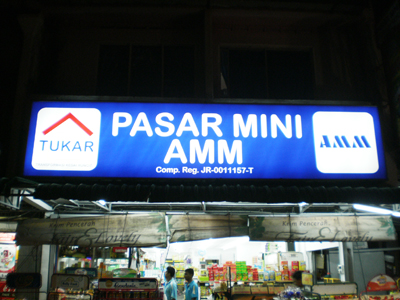 TUKAR
PASAR MINI
AMM
Comp. Reg. JR-0011157-T
AMM